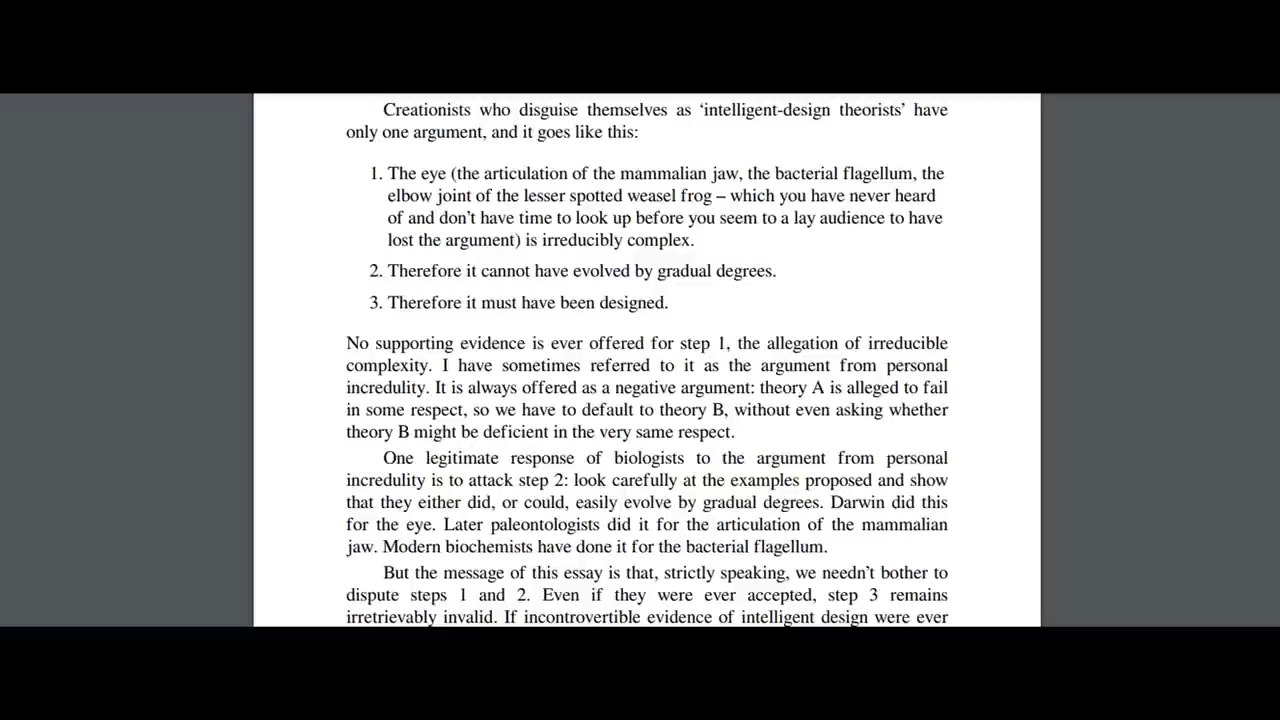 Creationists who disguise themselves as ‘intelligent-design theorists’ have
only one argument, and it goes like this:
1. The eye (the articulation of the mammalian jaw, the bacterial flagellum, the
elbow joint of the lesser spotted weasel frog – which you have never heard
of and don’t have time to look up before you seem to a lay audience to have
lost the argument) is irreducibly complex.
2. Therefore it cannot have evolved by gradual degrees.
3. Therefore it must have been designed.
No supporting evidence is ever offered for step 1, the allegation of irreducible
complexity. I have sometimes referred to it as the argument from personal
incredulity. It is always offered as a negative argument: theory A is alleged to fail
in some respect, so we have to default to theory B, without even asking whether
theory B might be deficient in the very same respect.
One legitimate response of biologists to the argument from personal
incredulity is to attack step 2: look carefully at the examples proposed and show
that they either did, or could, easily evolve by gradual degrees. Darwin did this
for the eye. Later paleontologists did it for the articulation of the mammalian
jaw. Modern biochemists have done it for the bacterial flagellum.
But the message of this essay is that, strictly speaking, we needn’t bother to
dispute steps 1 and 2. Even if they were ever accepted, step 3 remains
irretrievably invalid. If incontrovertible evidence of intelligent design were ever